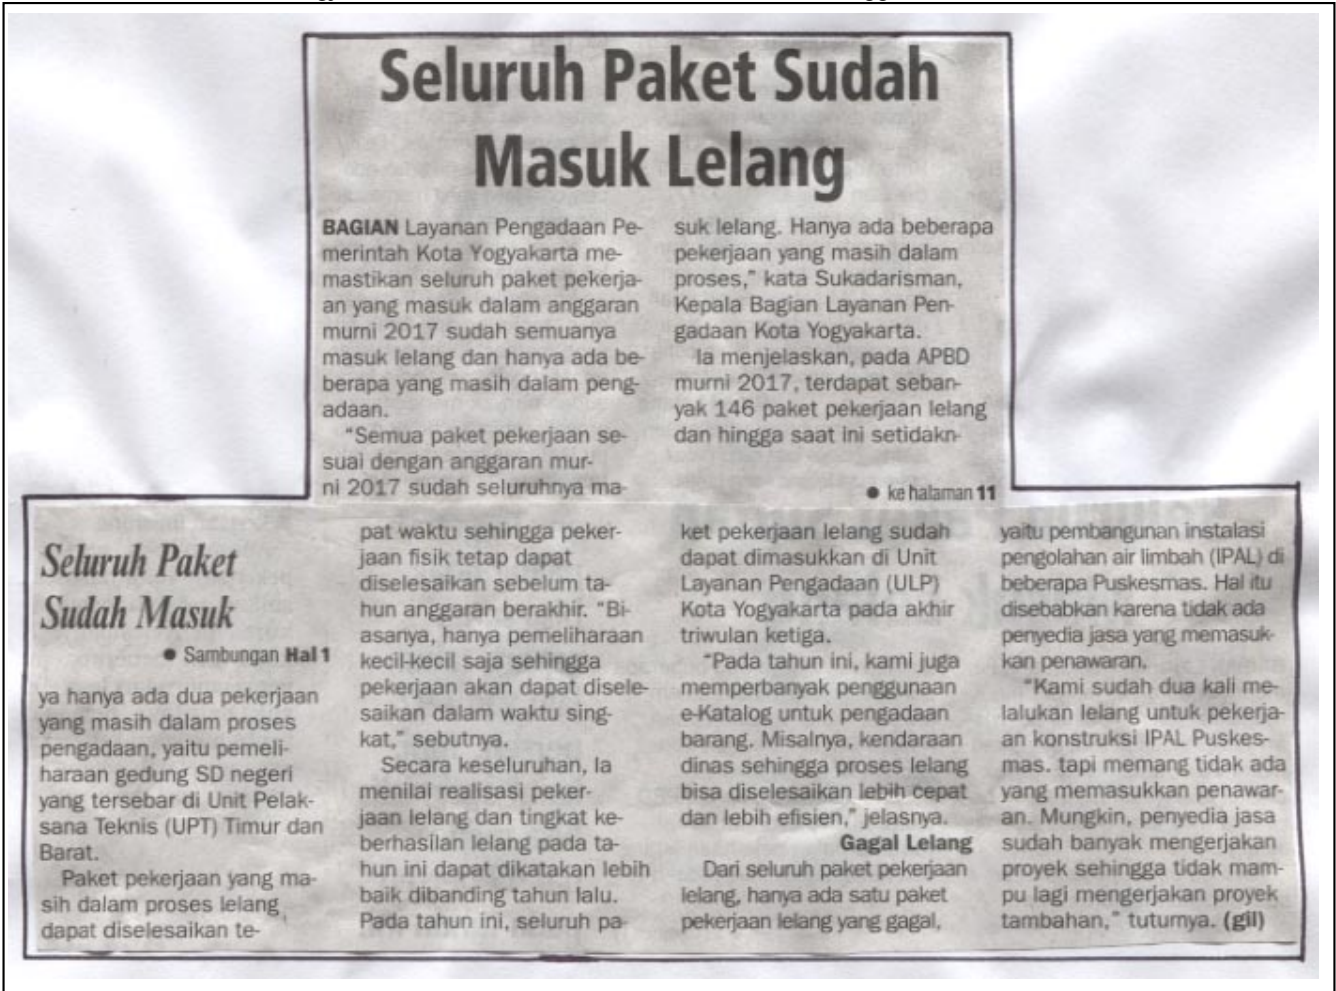 Seluruh Paket Sudah
Masuk Lelang
BAGIAN Layanan Pengadaan Pe-
merintah Kota Yogyakarta me-
mastikan seluruh paket pekerja-
an yang masuk dalam anggaran
murni 2017 sudah semuanya
masuk lelang dan hanya ada be-
berapa yang masih dalam peng-
adaan.
"Semua paket pekerjaan se-
suai dengan anggaran mur-
ni 2017 sudah seluruhnya ma-
suk lelang. Hanya ada beberapa
pekerjaan yang masih dalam
proses," kata Sukadarisman,
Kepala Bagian Layanan Pen-
gadaan Kota Yogyakarta.
Ia menjelaskan, pada APBD
murni 2017, terdapat seban-
yak 146 paket pekerjaan lelang
dan hingga saat ini setidakn-
● ke halaman 11
Seluruh Paket
Sudah Masuk
● Sambungan Hal 1
ya hanya ada dua pekerjaan
yang masih dalam proses
pengadaan, yaitu pemeli-
haraan gedung SD negeri
yang tersebar di Unit Pelak-
sana Teknis (UPT) Timur dan
Barat.
Paket pekerjaan yang ma-
sih dalam proses lelang
dapat diselesaikan te-
pat waktu sehingga peker-
jaan fisik tetap dapat
diselesaikan sebelum ta-
hun anggaran berakhir. "Bi-
asanya, hanya pemeliharaan
kecil-kecil saja sehingga
pekerjaan akan dapat disele-
saikan dalam waktu sing-
kat," sebutnya.
Secara keseluruhan, Ia
menilai realisasi peker-
jaan lelang dan tingkat ke-
berhasilan lelang pada ta-
hun ini dapat dikatakan lebih
baik dibanding tahun lalu.
Pada tahun ini, seluruh pa-
ket pekerjaan lelang sudah
dapat dimasukkan di Unit
Layanan Pengadaan (ULP)
Kota Yogyakarta pada akhir
triwulan ketiga.
"Pada tahun ini, kami juga
memperbanyak penggunaan
e-Katalog untuk pengadaan
barang. Misalnya, kendaraan
dinas sehingga proses lelang
bisa diselesaikan lebih cepat
dan lebih efisien," jelasnya.
Gagal Lelang
Dari seluruh paket pekerjaan
lelang, hanya ada satu paket
pekerjaan lelang yang gagal,
yaitu pembangunan instalasi
pengolahan air limbah (IPAL) di
beberapa Puskesmas. Hal itu
disebabkan karena tidak ada
penyedia jasa yang memasuk-
kan penawaran.
"Kami sudah dua kali me-
lalukan lelang untuk pekerja-
an konstruksi IPAL Puskes-
mas. tapi memang tidak ada
yang memasukkan penawar-
an. Mungkin, penyedia jasa
sudah banyak mengerjakan
proyek sehingga tidak mam-
pu lagi mengerjakan proyek
tambahan," tuturnya. (gil)